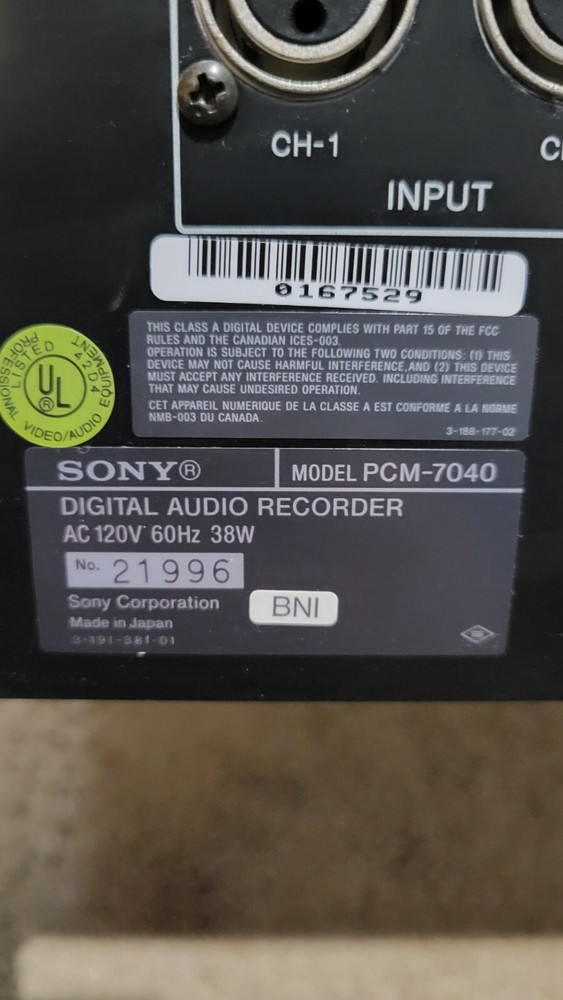 CH-1
INPUT
0167529
THIS CLASS A DIGITAL DEVICE COMPLIES WITH PART 15 OF THE FCC
RULES AND THE CANADIAN ICES-003.
OPERATION IS SUBJECT TO THE FOLLOWING TWO CONDITIONS: (1) THIS
DEVICE MAY NOT CAUSE HARMFUL INTERFERENCE, AND (2) THIS DEVICE
MUST ACCEPT ANY INTERFERENCE RECEIVED, INCLUDING INTERFERENCE
THAT MAY CAUSE UNDESIRED OPERATION.
CET APPAREIL NUMERIQUE DE LA CLASSE A EST CONFORME A LA NORME
NMB-003 DU CANADA.
3-188-177-02
LISTED 42D4
UL®
PROFESSIONAL VIDEO/AUDIO EQUIPMENT
SONY® MODEL PCM-7040
DIGITAL AUDIO RECORDER
AC 120V 60Hz 38W
No. 21996
Sony Corporation BNI
Made in Japan
3-491-381-01